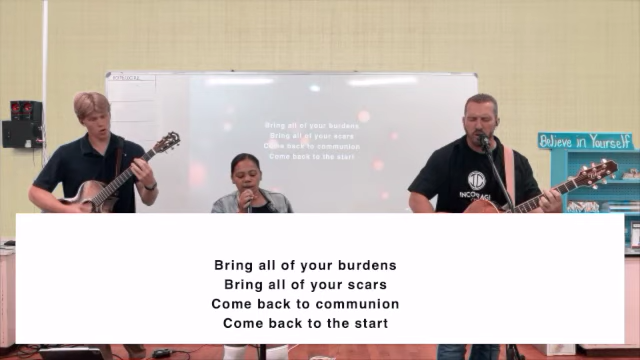 Bring all of your burdens
Bring all of your scars
Come back to communion
Come back to the start
Believe in Yourself
Bring all of your burdens
Bring all of your scars
Come back to communion
Come back to the start